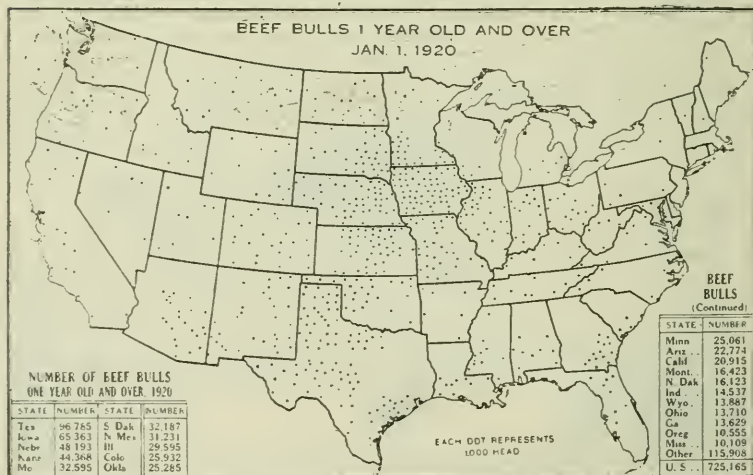 BEEF BULLS 1 YEAR OLD AND OVER
JAN. 1, 1920
NUMBER OF BEEF BULLS
ONE YEAR OLD AND OVER, 1920
STATE NUMBER STATE NUMBER
Tex 96 785 S Dak 32,187
Iowa 65 363 N Mex 31,231
Nebr 48 193 Ill 29,595
Kans 44,368 Colo 25,932
Mo 32,595 Okla 25,285
EACH DOT REPRESENTS
1,000 HEAD
BEEF
BULLS
(Continued)
STATE NUMBER
Minn 25,061
Ariz . . 22,774
Calif 20,915
Mont. . 16,423
N. Dak 16,123
Ind . . 14,537
Wyo . . 13,887
Ohio 13,710
Ga 13,629
Oreg 10,555
Miss 10,109
Other 115,908
U. S . . 725,165